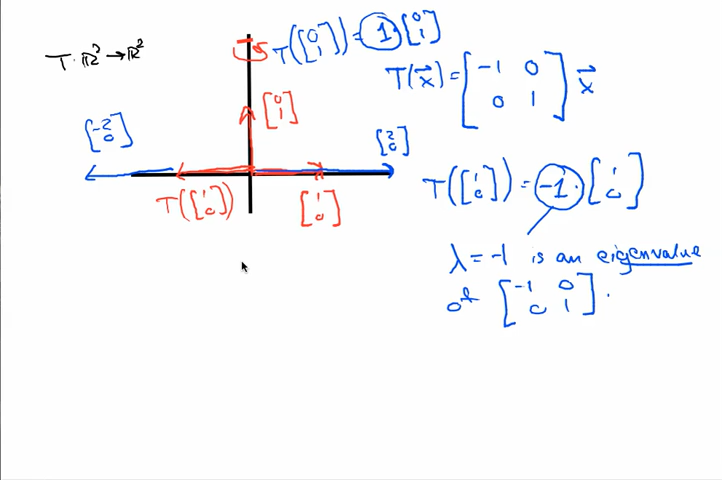 T: ℝ² → ℝ²
T([0 1]) = 1·[0 1]
T(x⃗) = [-1 0 0 1] x⃗
[0 1]
[-2 0]
[2 0]
T([1 0])
[1 0]
T([1 0]) = -1·[1 0]
λ = -1 is an eigenvalue
of [-1 0 0 1].